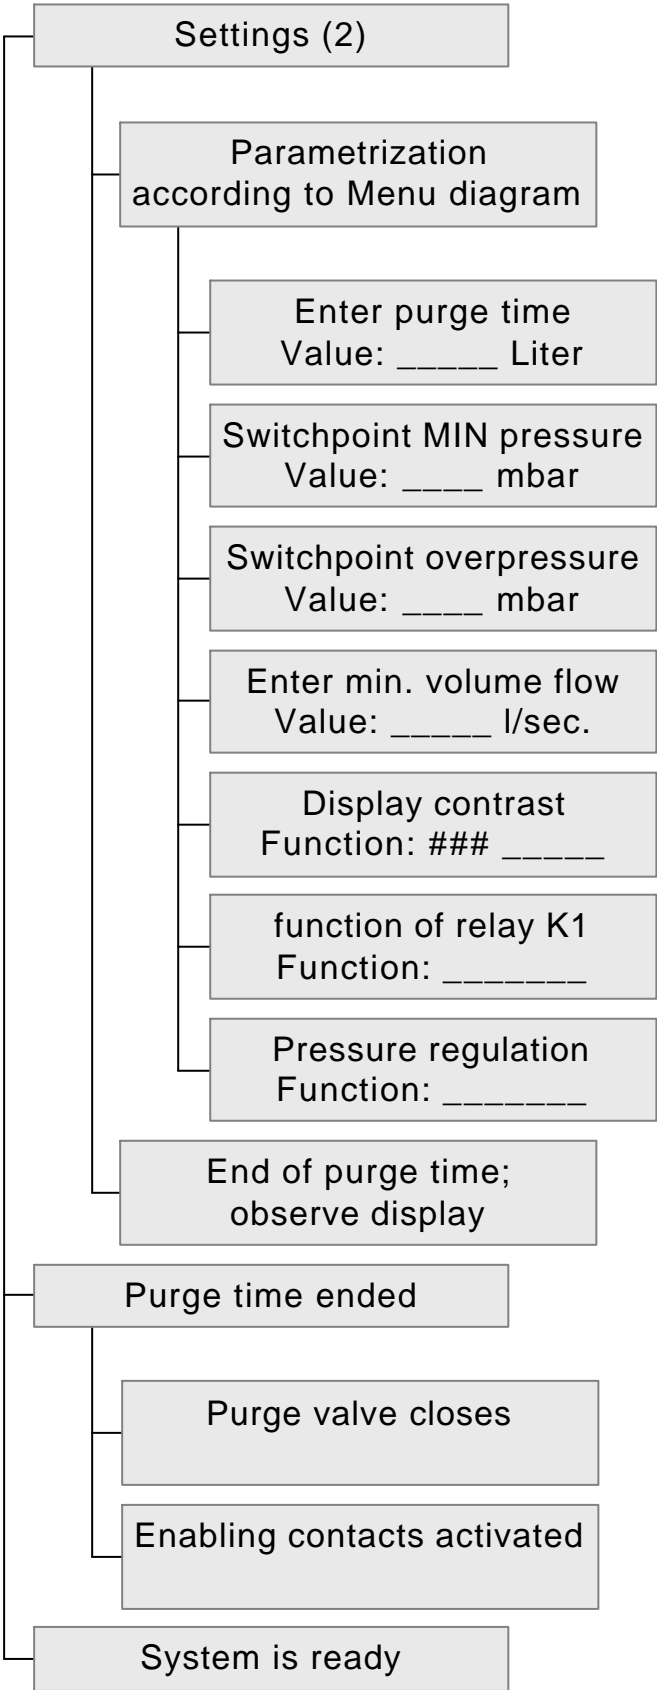 Settings (2)
Parametrization
according to Menu diagram
Enter purge time
Value: _____ Liter
Switchpoint MIN pressure
Value: ____ mbar
Switchpoint overpressure
Value: ____ mbar
Enter min. volume flow
Value: _____ l/sec.
Display contrast
Function: ### _____
function of relay K1
Function: _______
Pressure regulation
Function: _______
End of purge time;
observe display
Purge time ended
Purge valve closes
Enabling contacts activated
System is ready